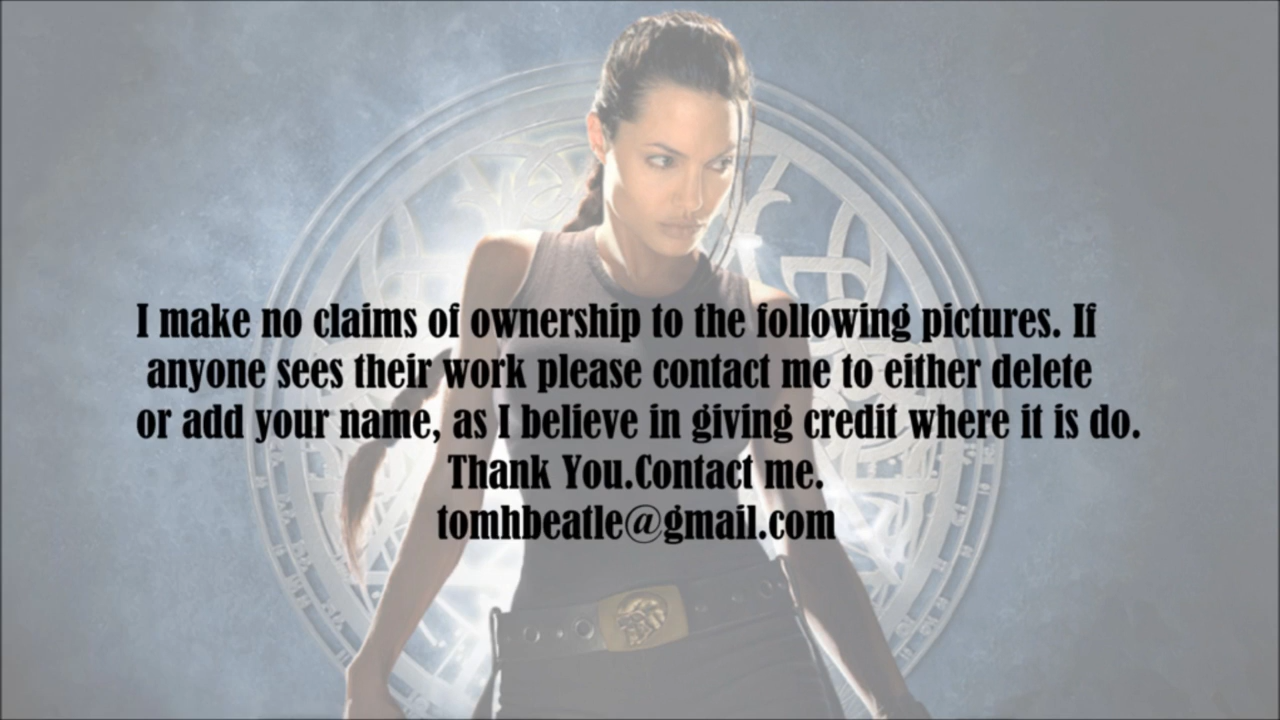 I make no claims of ownership to the following pictures. If
anyone sees their work please contact me to either delete
or add your name, as I believe in giving credit where it is do.
Thank You.Contact me.
tomhbeatle@gmail.com